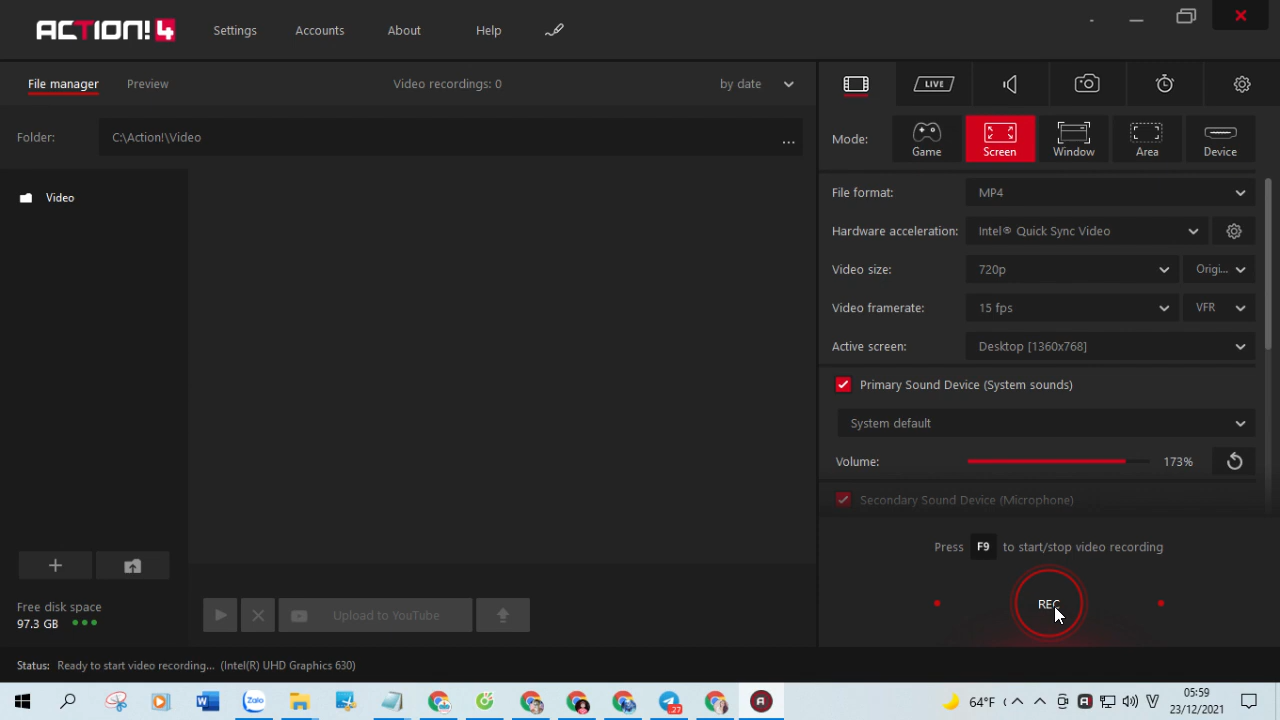 ACTION! 4 Settings Accounts About Help
File manager Preview Video recordings: 0 by date LIVE
Folder: C:\Action!\Video ...
Mode: Game Screen Window Area Device
Video
File format: MP4
Hardware acceleration: Intel® Quick Sync Video
Video size: 720p Origi...
Video framerate: 15 fps VFR
Active screen: Desktop [1360x768]
Primary Sound Device (System sounds)
System default
Volume: 173%
Secondary Sound Device (Microphone)
Press F9 to start/stop video recording
Free disk space
97.3 GB
Upload to YouTube
REC
Status: Ready to start video recording... (Intel(R) UHD Graphics 630)
W Zalo 27 A 64°F A V 05:59
23/12/2021